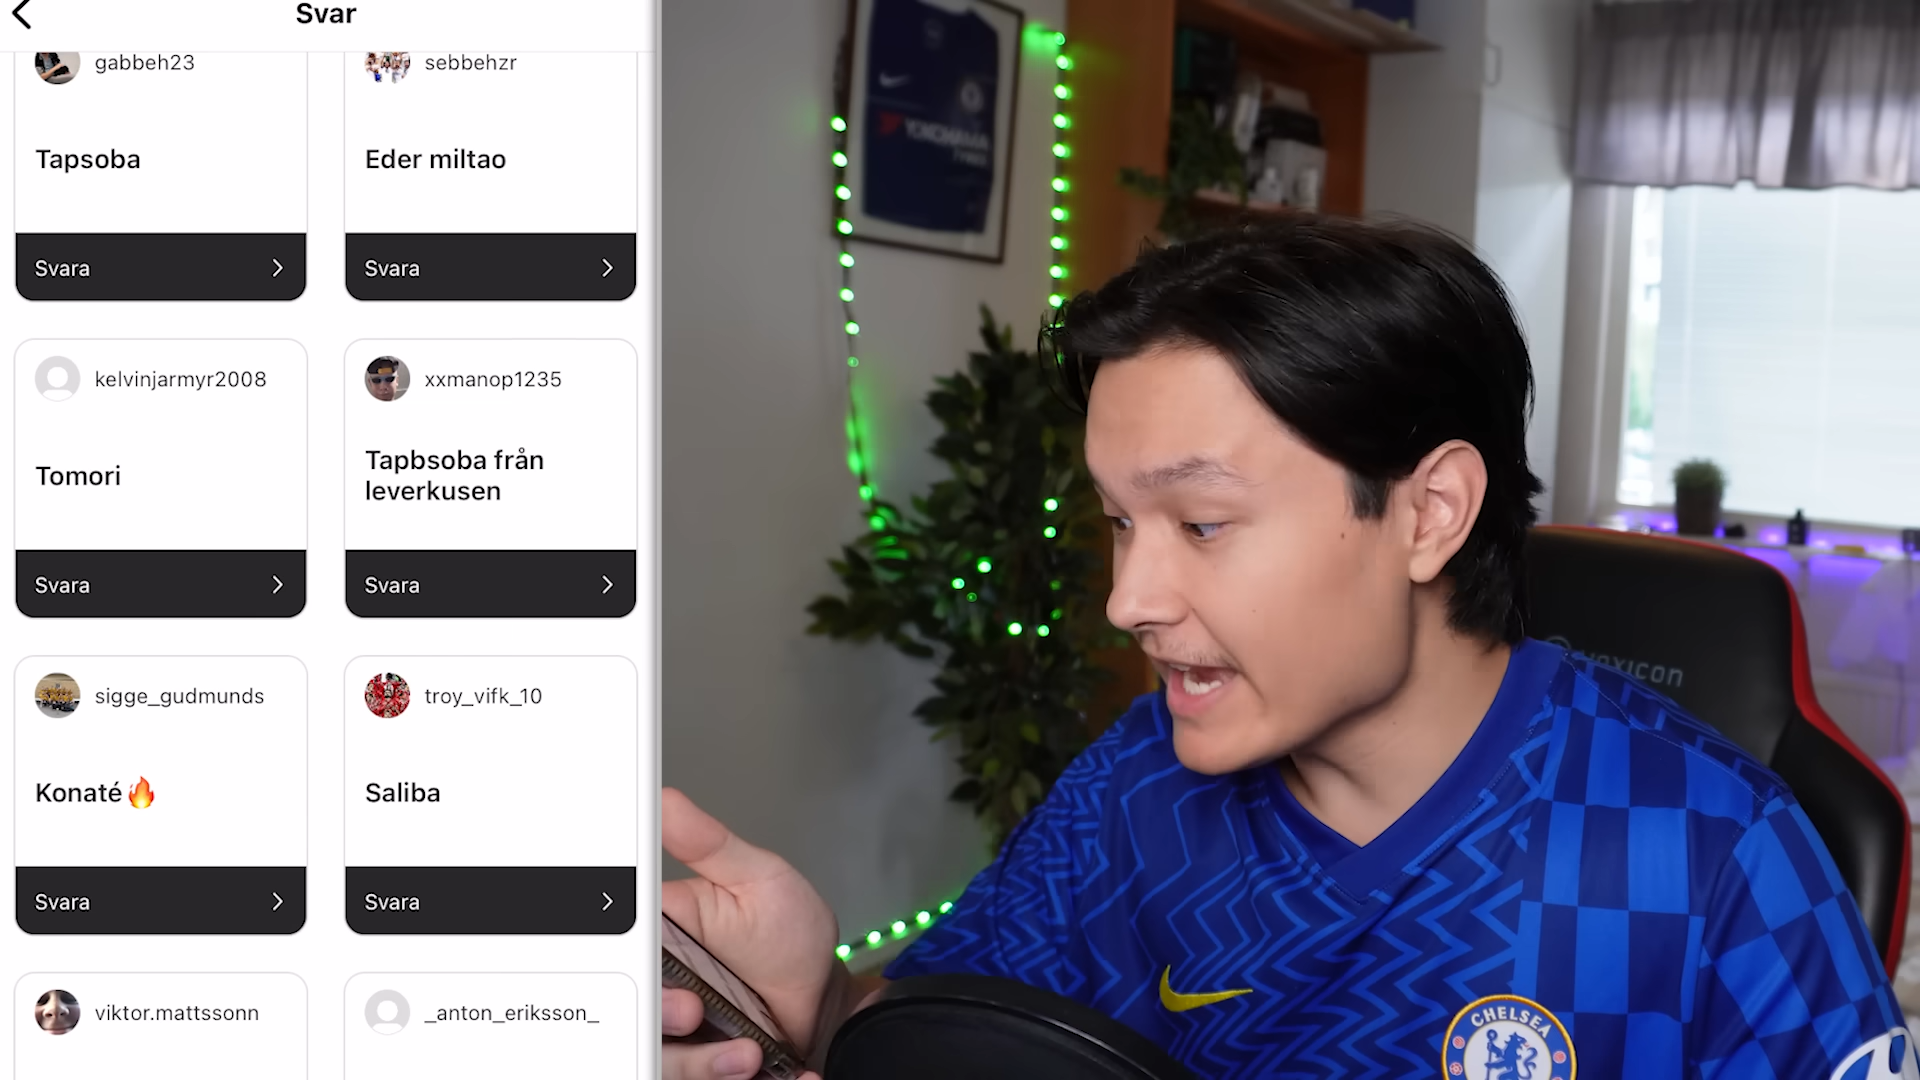 Svar
gabbeh23
sebbehzr
Tapsoba
Eder miltao
Svara
Svara
kelvinjarmyr2008
xxmanop1235
Tomori
Tapbsoba från
leverkusen
Svara
Svara
sigge_gudmunds
troy_vifk_10
Konaté🔥
Saliba
Svara
Svara
viktor.mattssonn
_anton_eriksson_
YOKOHAMA
CHELSEA